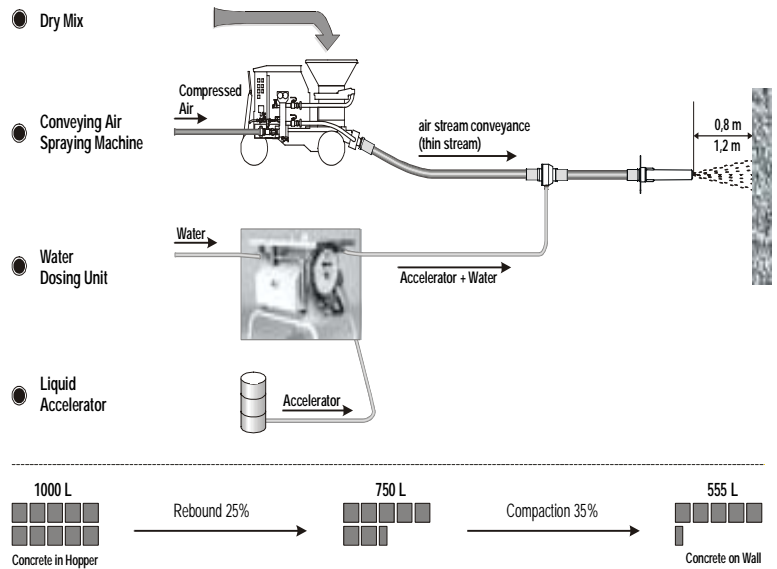 Dry Mix
Compressed
Air
Conveying Air
Spraying Machine
air stream conveyance
(thin stream)
0,8 m
1,2 m
Water
Water
Dosing Unit
Accelerator + Water
Liquid
Accelerator
Accelerator
1000 L
Rebound 25%
750 L
Compaction 35%
555 L
Concrete in Hopper
Concrete on Wall